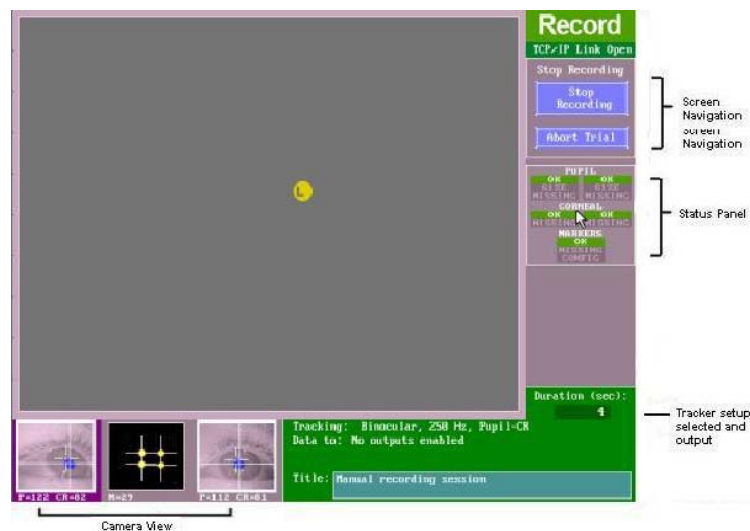 Record
TCP/IP Link Open
Stop Recording
Stop
Recording
Abort Trial
Screen
Navigation
Screen
Navigation
PUPIL
OK OK
SIZE SIZE
MISSING MISSING
CORNEAL
OK OK
MISSING MISSING
MARKERS
OK
MISSING
CONFIG
Status Panel
L
Duration (sec):
4
Tracker setup
selected and
output
Tracking: Binocular, 250 Hz, Pupil-CR
Data to: No outputs enabled
Title: Manual recording session
P=122 CR=82 M=29 P=112 CR=81
Camera View